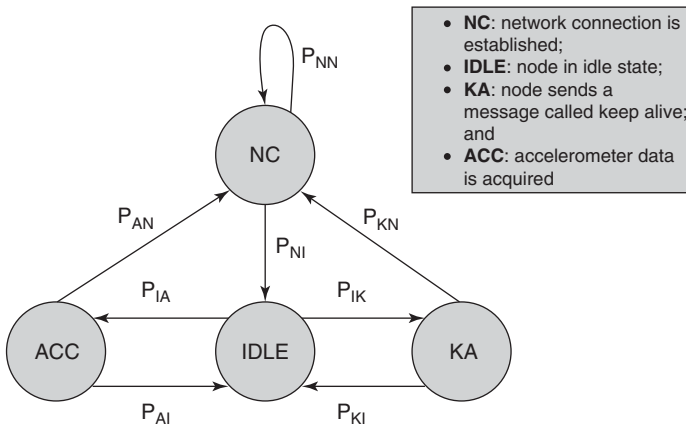 P_NN
• NC: network connection is
established;
• IDLE: node in idle state;
• KA: node sends a
message called keep alive;
and
• ACC: accelerometer data
is acquired
NC
P_AN
P_KN
P_NI
P_IA
P_IK
ACC
IDLE
KA
P_AI
P_KI